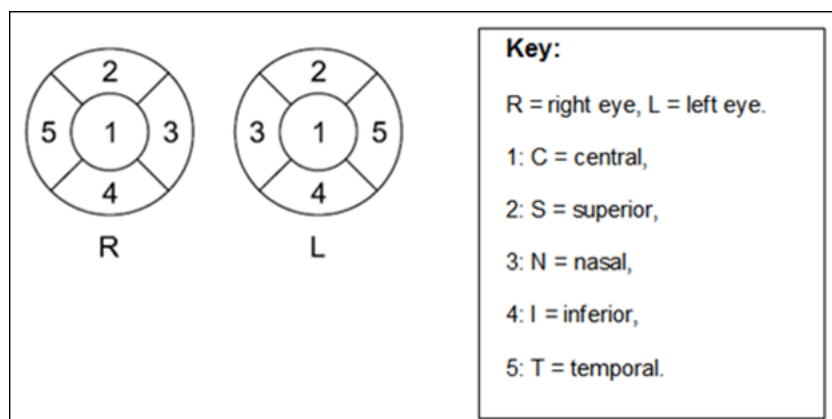 2 2
5 1 3 3 1 5
4 4
R L
Key:
R = right eye, L = left eye.
1: C = central,
2: S = superior,
3: N = nasal,
4: I = inferior,
5: T = temporal.